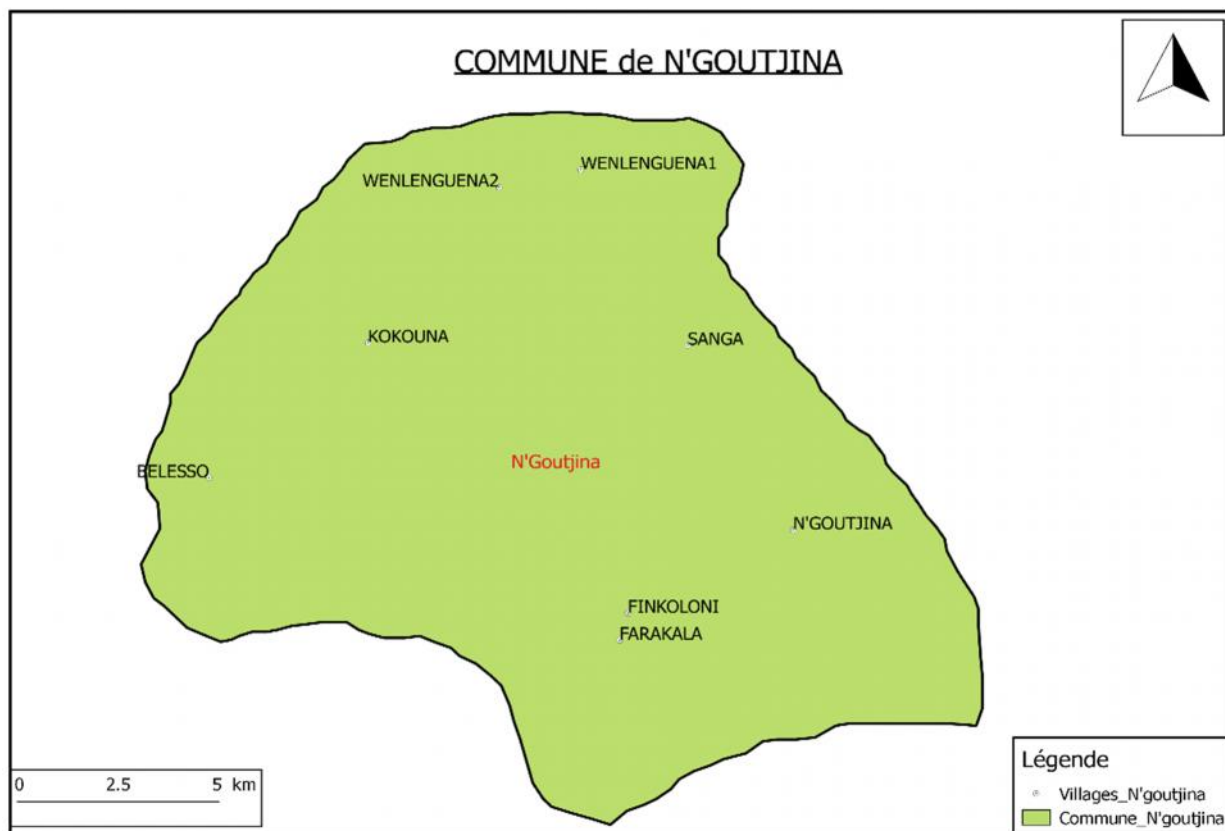 COMMUNE de N'GOUTJINA
WENLENGUENA1
WENLENGUENA2
KOKOUNA
SANGA
N'Goutjina
BELESSO
N'GOUTJINA
FINKOLONI
FARAKALA
0 2.5 5 km
Légende
Villages_N'goutjina
Commune_N'goutjina